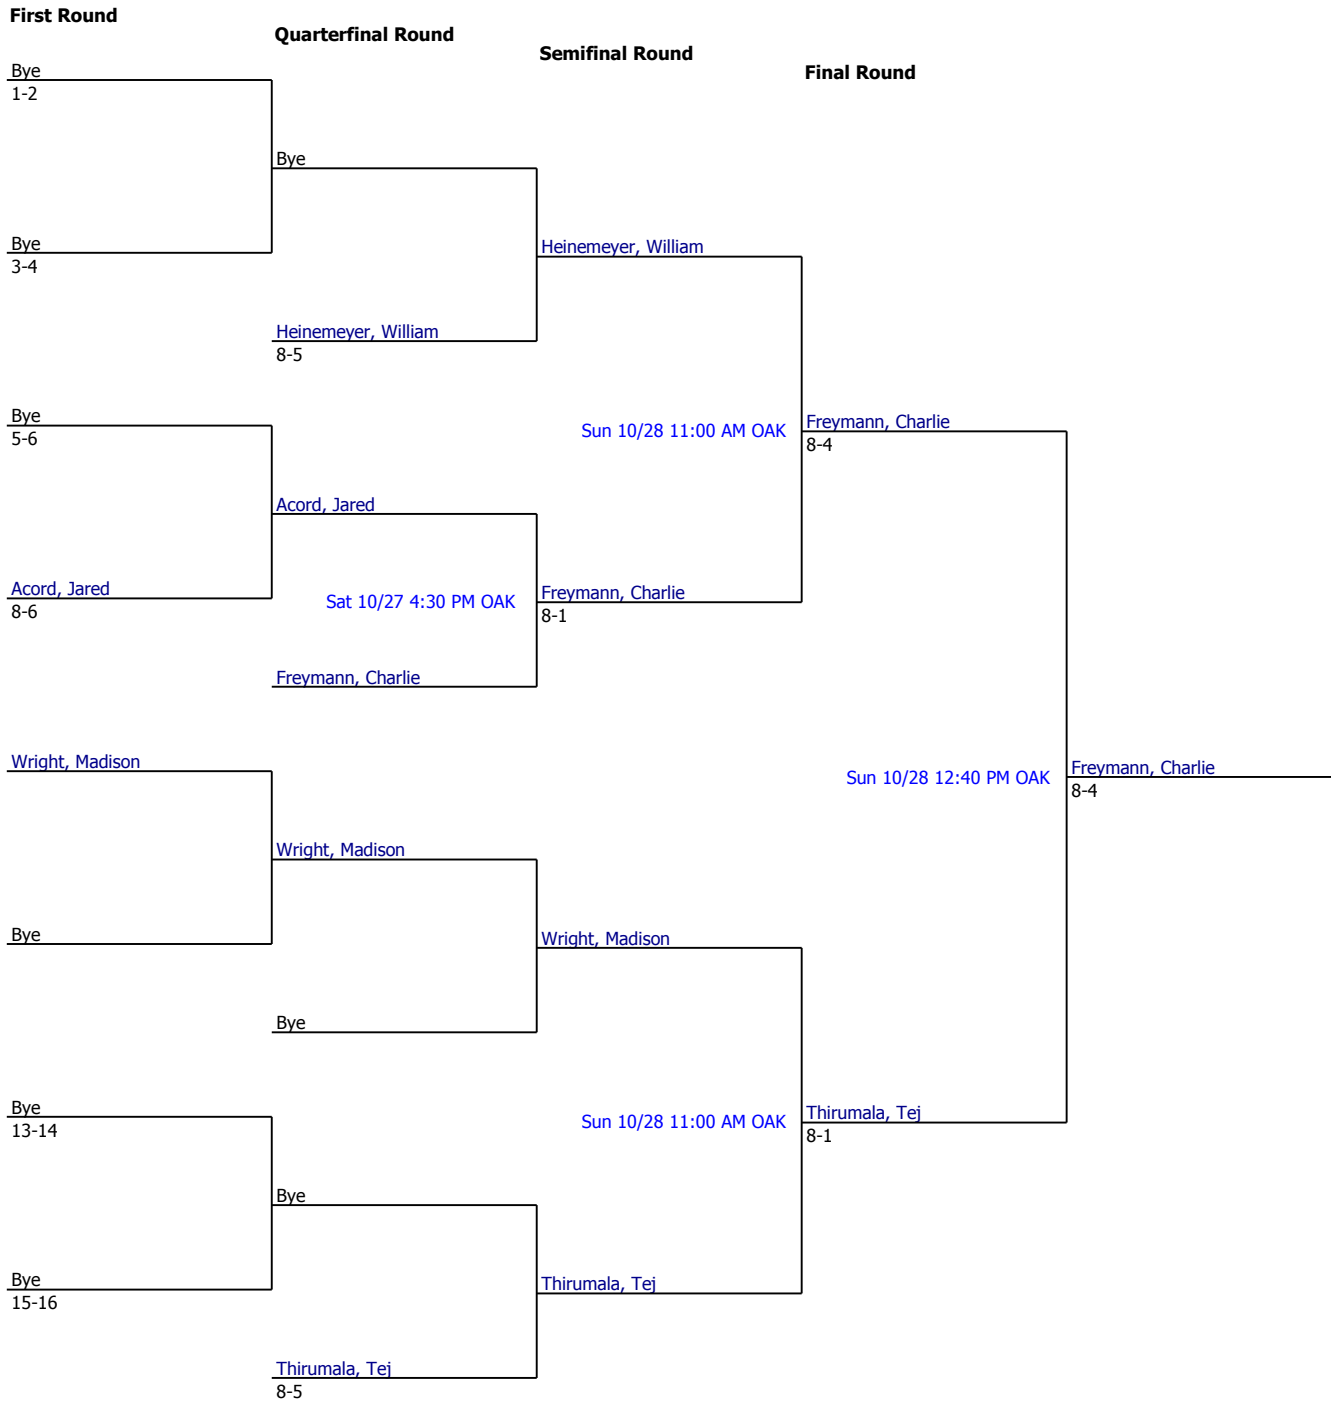 First Round
Quarterfinal Round
Semifinal Round
Final Round
Bye
1-2
Bye
Bye
3-4
Heinemeyer, William
Heinemeyer, William
8-5
Bye
5-6
Sun 10/28 11:00 AM OAK
Freymann, Charlie
8-4
Acord, Jared
Acord, Jared
8-6
Sat 10/27 4:30 PM OAK
Freymann, Charlie
8-1
Freymann, Charlie
Wright, Madison
Sun 10/28 12:40 PM OAK
Freymann, Charlie
8-4
Wright, Madison
Bye
Wright, Madison
Bye
Bye
13-14
Sun 10/28 11:00 AM OAK
Thirumala, Tej
8-1
Bye
Bye
15-16
Thirumala, Tej
Thirumala, Tej
8-5